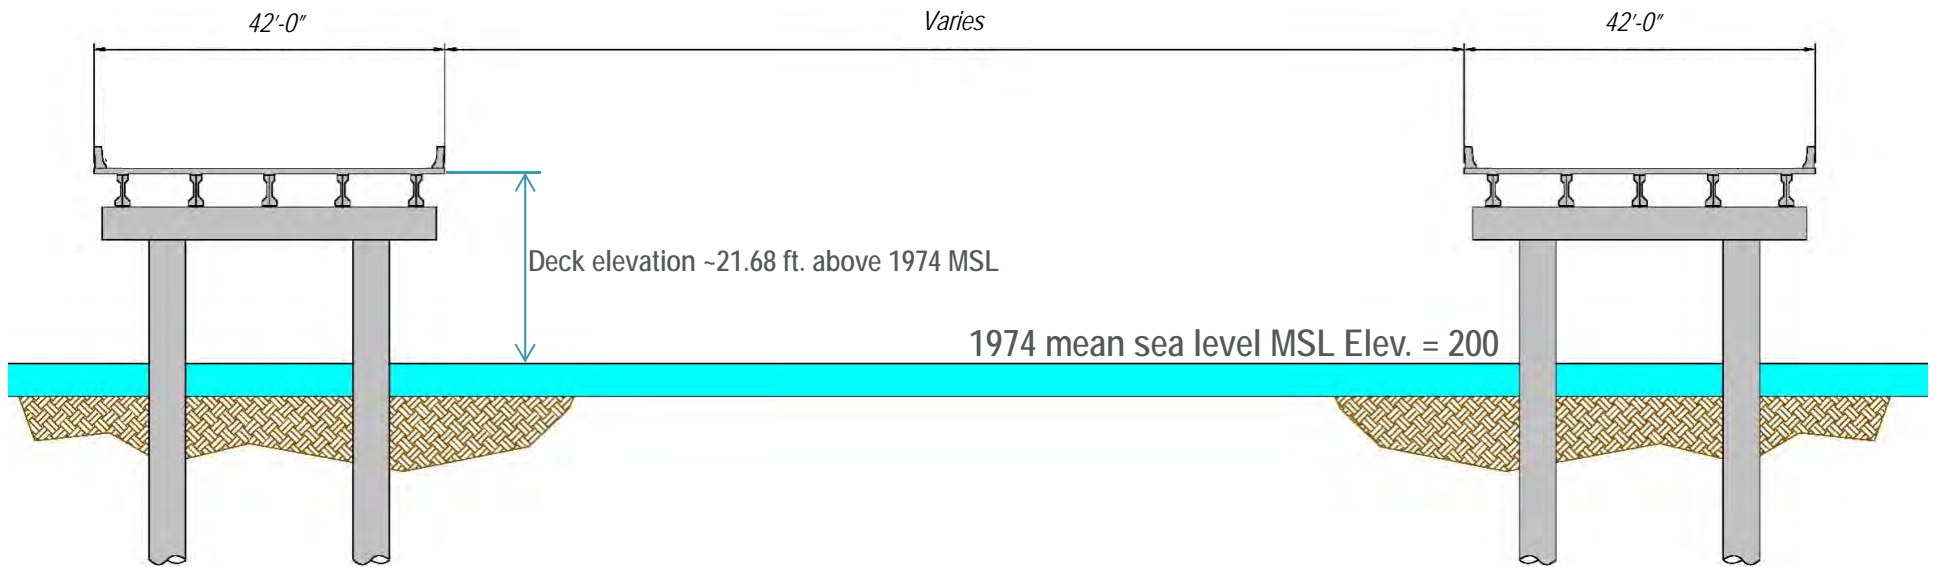 42'-0"
Varies
42'-0"
Deck elevation ~21.68 ft. above 1974 MSL
1974 mean sea level MSL Elev. = 200